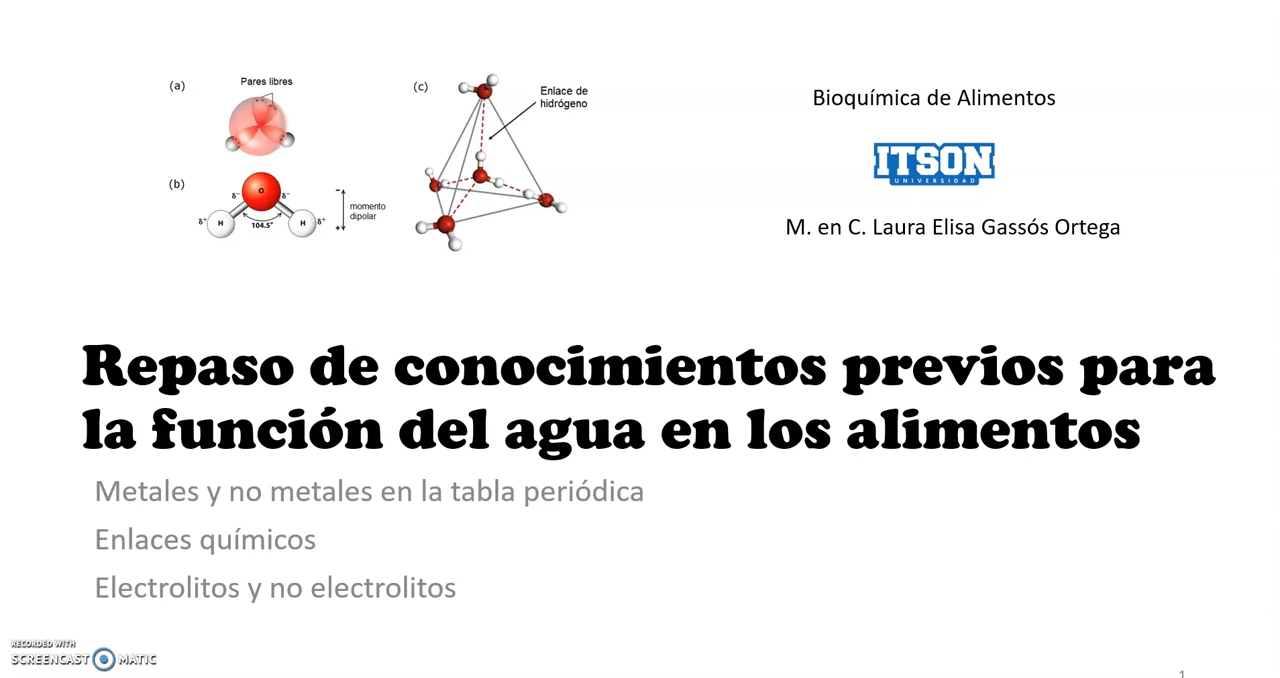 (a)
Pares libres
(b)
δ⁻ O δ⁻
δ⁺ H H δ⁺
104.5°
-
momento
dipolar
+
(c)
Enlace de
hidrógeno
Bioquímica de Alimentos
ITSON
UNIVERSIDAD
M. en C. Laura Elisa Gassós Ortega
Repaso de conocimientos previos para
la función del agua en los alimentos
Metales y no metales en la tabla periódica
Enlaces químicos
Electrolitos y no electrolitos
RECORDED WITH
SCREENCAST MATIC
1